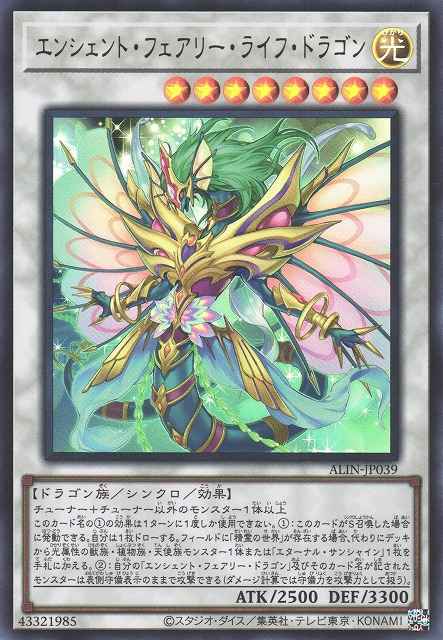 エンシェント・フェアリー・ライフ・ドラゴン
光
ALIN-JP039
【ドラゴン族／シンクロ／効果】
チューナー＋チューナー以外のモンスター1体以上
このカード名の①の効果は1ターンに1度しか使用できない。①：このカードがS召喚した場合
に発動できる。自分は1枚ドローする。フィールドに「精霊の世界」が存在する場合、代わりにデッキ
から光属性の獣族・植物族・天使族モンスター1体または「エターナル・サンシャイン」1枚を
手札に加える。②：自分の「エンシェント・フェアリー・ドラゴン」及びそのカード名が記された
モンスターは表側守備表示のままで攻撃できる(ダメージ計算では守備力を攻撃力として扱う)。
ATK/2500 DEF/3300
43321985
©スタジオ・ダイス／集英社・テレビ東京・KONAMI